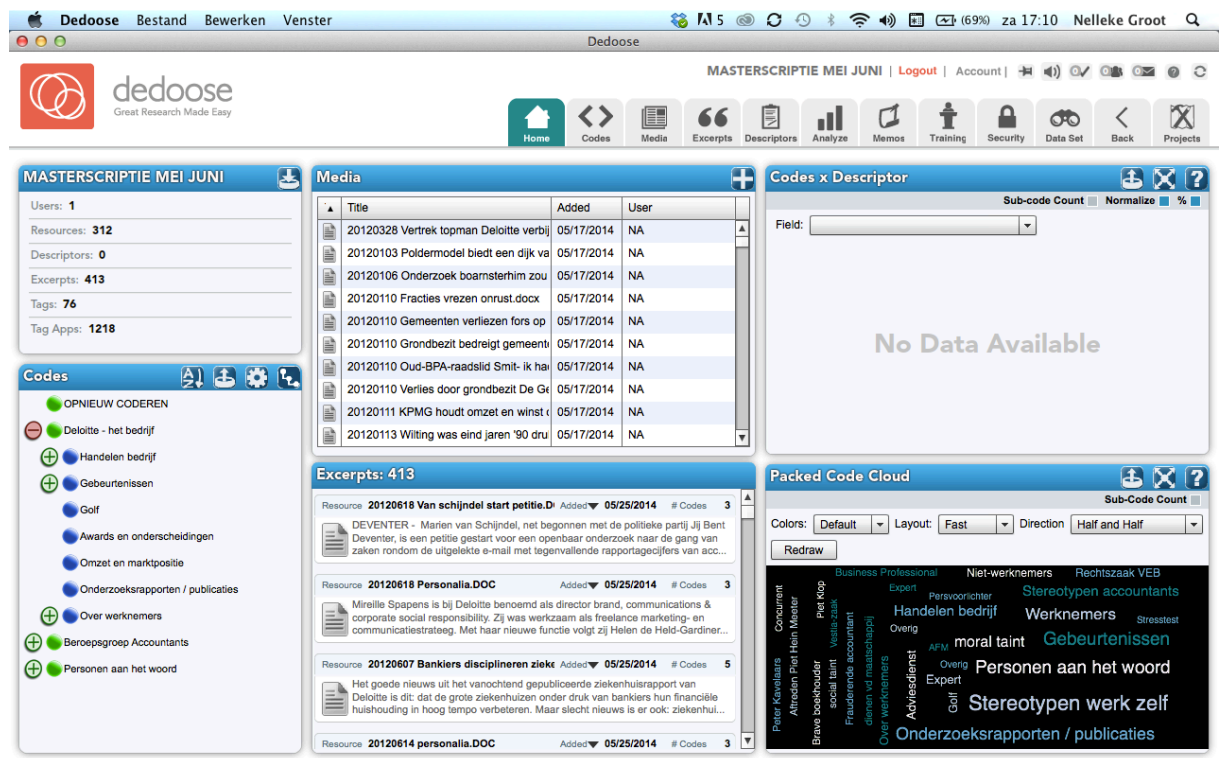 Dedoose Bestand Bewerken Venster 5 (69%) za 17:10 Nelleke Groot
Dedoose
MASTERSCRIPTIE MEI JUNI | Logout | Account |
dedoose
Great Research Made Easy
Home Codes Media Excerpts Descriptors Analyze Memos Training Security Data Set Back Projects
MASTERSCRIPTIE MEI JUNI
Users: 1
Resources: 312
Descriptors: 0
Excerpts: 413
Tags: 76
Tag Apps: 1218
Codes
OPNIEUW CODEREN
Deloitte - het bedrijf
Handelen bedrijf
Gebeurtenissen
Golf
Awards en onderscheidingen
Omzet en marktpositie
Onderzoeksrapporten / publicaties
Over werknemers
Beroepsgroep Accountants
Personen aan het woord
Media
Title Added User
20120328 Vertrek topman Deloitte verbij 05/17/2014 NA
20120103 Poldermodel biedt een dijk va 05/17/2014 NA
20120106 Onderzoek boarnsterhim zou 05/17/2014 NA
20120110 Fracties vrezen onrust.docx 05/17/2014 NA
20120110 Gemeenten verliezen fors op 05/17/2014 NA
20120110 Grondbezit bedreigt gemeent 05/17/2014 NA
20120110 Oud-BPA-raadslid Smit- ik ha 05/17/2014 NA
20120110 Verlies door grondbezit De Ge 05/17/2014 NA
20120111 KPMG houdt omzet en winst 05/17/2014 NA
20120113 Wilting was eind jaren '90 dru 05/17/2014 NA
Excerpts: 413
Resource 20120618 Van schijndel start petitie.D Added 05/25/2014 # Codes 3
DEVENTER - Marien van Schijndel, net begonnen met de politieke partij Jij Bent
Deventer, is een petitie gestart voor een openbaar onderzoek naar de gang van
zaken rondom de uitgelekte e-mail met tegenvallende rapportagecijfers van acc...
Resource 20120618 Personalia.DOC Added 05/25/2014 # Codes 3
Mireille Spapens is bij Deloitte benoemd als director brand, communications &
corporate social responsibility. Zij was werkzaam als freelance marketing- en
communicatiestrateeg. Met haar nieuwe functie volgt zij Helen de Held-Gardiner...
Resource 20120607 Bankiers disciplineren zieke Added 05/25/2014 # Codes 5
Het goede nieuws uit het vanochtend gepubliceerde ziekenhuisrapport van
Deloitte is dit: dat de grote ziekenhuizen onder druk van bankiers hun financiële
huishouding in hoog tempo verbeteren. Maar slecht nieuws is er ook: ziekenhui...
Resource 20120614 personalia.DOC Added 05/25/2014 # Codes 3
Codes x Descriptor
Sub-code Count Normalize %
Field:
No Data Available
Packed Code Cloud
Sub-Code Count
Colors: Default Layout: Fast Direction Half and Half
Redraw
Business Professional Niet-werknemers Rechtszaak VEB
Concurrent
Piet Klop
Expert
Persvoorlichter
Stereotypen accountants
Handelen bedrijf
Werknemers
Stresstest
Vestia-zaak
Overig
AFM
moral taint
Gebeurtenissen
Aftreden Piet Hein Meeter
Frauderende accountant
dienen vd maatschappij
Overig
Personen aan het woord
Expert
Peter Kavelaars
Brave boekhouder
social taint
Over werknemers
Adviesdienst
Golf
Stereotypen werk zelf
Onderzoeksrapporten / publicaties